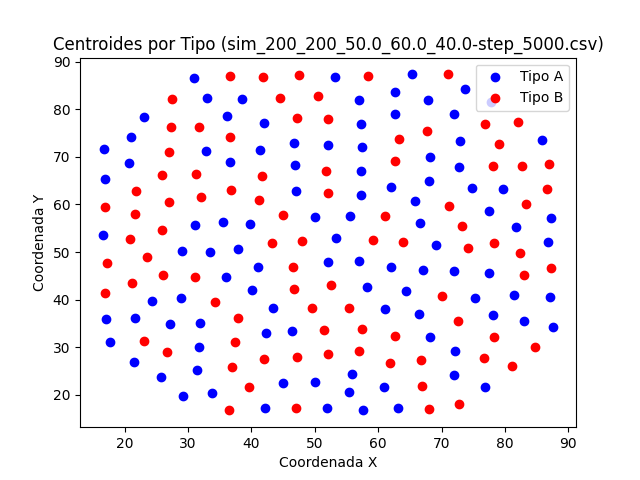 Centroides por Tipo (sim_200_200_50.0_60.0_40.0-step_5000.csv)
90
80
70
60
50
40
30
20
Coordenada Y
Tipo A
Tipo B
20 30 40 50 60 70 80 90
Coordenada X